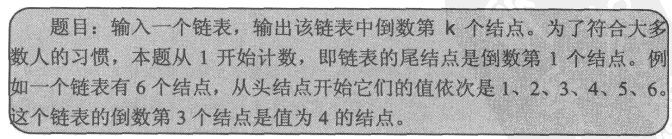 题目：输入一个链表，输出该链表中倒数第 k 个结点。为了符合大多
数人的习惯，本题从 1 开始计数，即链表的尾结点是倒数第 1 个结点。例
如一个链表有 6 个结点，从头结点开始它们的值依次是 1、2、3、4、5、6。
这个链表的倒数第 3 个结点是值为 4 的结点。